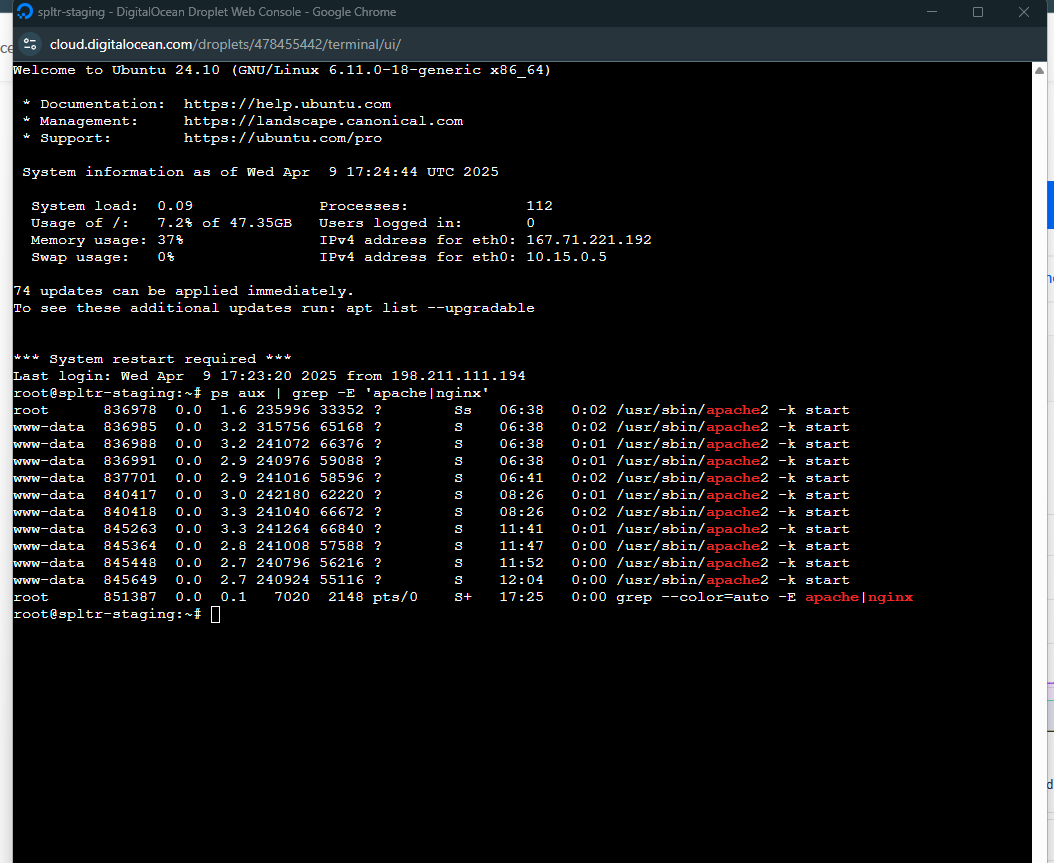 spltr-staging - DigitalOcean Droplet Web Console - Google Chrome
cloud.digitalocean.com/droplets/478455442/terminal/ui/
Welcome to Ubuntu 24.10 (GNU/Linux 6.11.0-18-generic x86_64)
* Documentation:  https://help.ubuntu.com
* Management:     https://landscape.canonical.com
* Support:        https://ubuntu.com/pro
System information as of Wed Apr  9 17:24:44 UTC 2025
System load:  0.09              Processes:             112
Usage of /:   7.2% of 47.35GB   Users logged in:       0
Memory usage: 37%               IPv4 address for eth0: 167.71.221.192
Swap usage:   0%                IPv4 address for eth0: 10.15.0.5
74 updates can be applied immediately.
To see these additional updates run: apt list --upgradable
*** System restart required ***
Last login: Wed Apr  9 17:23:20 2025 from 198.211.111.194
root@spltr-staging:~# ps aux | grep -E 'apache|nginx'
root      836978  0.0  1.6 235996 33352 ?        Ss   06:38   0:02 /usr/sbin/apache2 -k start
www-data  836985  0.0  3.2 315756 65168 ?        S    06:38   0:02 /usr/sbin/apache2 -k start
www-data  836988  0.0  3.2 241072 66376 ?        S    06:38   0:01 /usr/sbin/apache2 -k start
www-data  836991  0.0  2.9 240976 59088 ?        S    06:38   0:01 /usr/sbin/apache2 -k start
www-data  837701  0.0  2.9 241016 58596 ?        S    06:41   0:02 /usr/sbin/apache2 -k start
www-data  840417  0.0  3.0 242180 62220 ?        S    08:26   0:01 /usr/sbin/apache2 -k start
www-data  840418  0.0  3.3 241040 66672 ?        S    08:26   0:02 /usr/sbin/apache2 -k start
www-data  845263  0.0  3.3 241264 66840 ?        S    11:41   0:01 /usr/sbin/apache2 -k start
www-data  845364  0.0  2.8 241008 57588 ?        S    11:47   0:00 /usr/sbin/apache2 -k start
www-data  845448  0.0  2.7 240796 56216 ?        S    11:52   0:00 /usr/sbin/apache2 -k start
www-data  845649  0.0  2.7 240924 55116 ?        S    12:04   0:00 /usr/sbin/apache2 -k start
root      851387  0.0  0.1   7020  2148 pts/0    S+   17:25   0:00 grep --color=auto -E apache|nginx
root@spltr-staging:~#